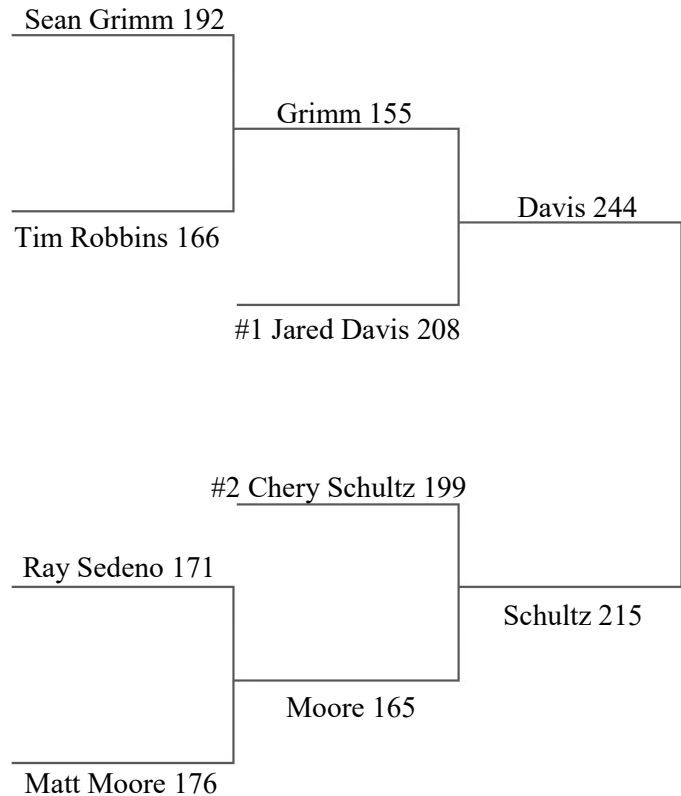 Sean Grimm 192
Grimm 155
Davis 244
Tim Robbins 166
#1 Jared Davis 208
#2 Chery Schultz 199
Ray Sedeno 171
Schultz 215
Moore 165
Matt Moore 176